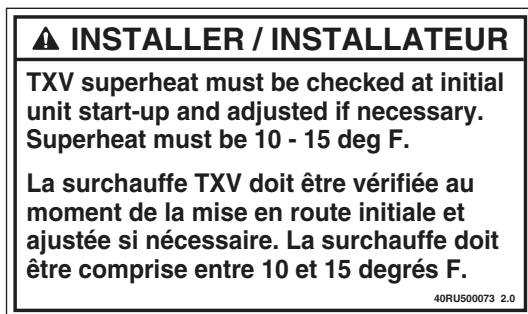 ⚠ INSTALLER / INSTALLATEUR
TXV superheat must be checked at initial
unit start-up and adjusted if necessary.
Superheat must be 10 - 15 deg F.
La surchauffe TXV doit être vérifiée au
moment de la mise en route initiale et
ajustée si nécessaire. La surchauffe doit
être comprise entre 10 et 15 degrés F.
40RU500073 2.0